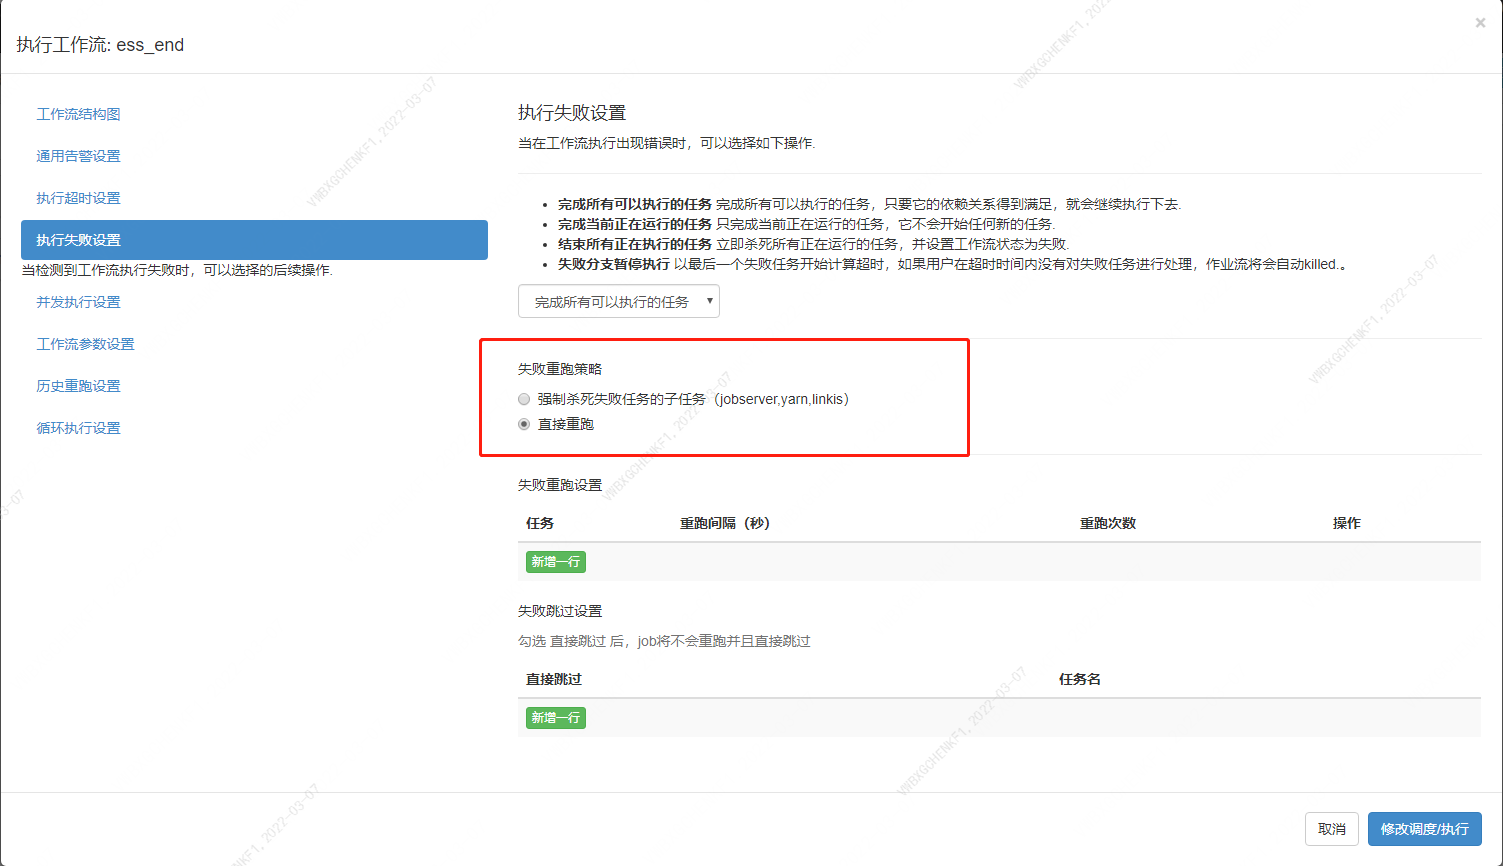 执行工作流: ess_end
×
工作流结构图
通用告警设置
执行超时设置
执行失败设置
当检测到工作流执行失败时，可以选择的后续操作.
并发执行设置
工作流参数设置
历史重跑设置
循环执行设置
执行失败设置
当在工作流执行出现错误时，可以选择如下操作.
• 完成所有可以执行的任务 完成所有可以执行的任务，只要它的依赖关系得到满足，就会继续执行下去.
• 完成当前正在运行的任务 只完成当前正在运行的任务，它不会开始任何新的任务.
• 结束所有正在执行的任务 立即杀死所有正在运行的任务，并设置工作流状态为失败.
• 失败分支暂停执行 以最后一个失败任务开始计算超时，如果用户在超时时间内没有对失败任务进行处理，作业流将会自动killed.。
完成所有可以执行的任务
失败重跑策略
强制杀死失败任务的子任务（jobserver,yarn,linkis）
直接重跑
失败重跑设置
任务 重跑间隔（秒） 重跑次数 操作
新增一行
失败跳过设置
勾选 直接跳过 后，job将不会重跑并且直接跳过
直接跳过 任务名
新增一行
取消 修改调度/执行
VWBXGCHENKF1,2022-03-07
VWBXGCHENKF1,2022-03-07
VWBXGCHENKF1,2022-03-07
VWBXGCHENKF1,2022-03-07